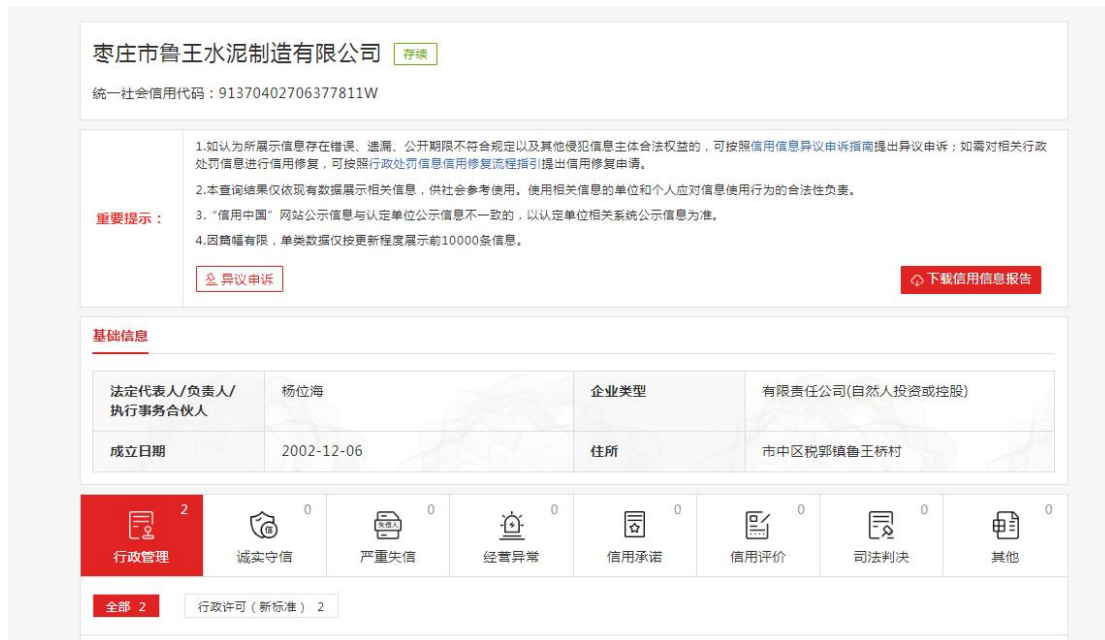 枣庄市鲁王水泥制造有限公司 存续
统一社会信用代码：91370402706377811W
重要提示：
1.如认为所展示信息存在错误、遗漏、公开期限不符合规定以及其他侵犯信息主体合法权益的，可按照信用信息异议申诉指南提出异议申诉；如需对相关行政
处罚信息进行信用修复，可按照行政处罚信息信用修复流程指引提出信用修复申请。
2.本查询结果仅依现有数据展示相关信息，供社会参考使用。使用相关信息的单位和个人应对信息使用行为的合法性负责。
3.“信用中国”网站公示信息与认定单位公示信息不一致的，以认定单位相关系统公示信息为准。
4.因篇幅有限，单类数据仅按更新程度展示前10000条信息。
异议申诉 下载信用信息报告
基础信息
法定代表人/负责人/
执行事务合伙人
杨位海
企业类型 有限责任公司(自然人投资或控股)
成立日期 2002-12-06 住所 市中区税郭镇鲁王桥村
2 0 0 0 0 0 0 0
信 失信人
行政管理 诚实守信 严重失信 经营异常 信用承诺 信用评价 司法判决 其他
全部 2 行政许可（新标准） 2